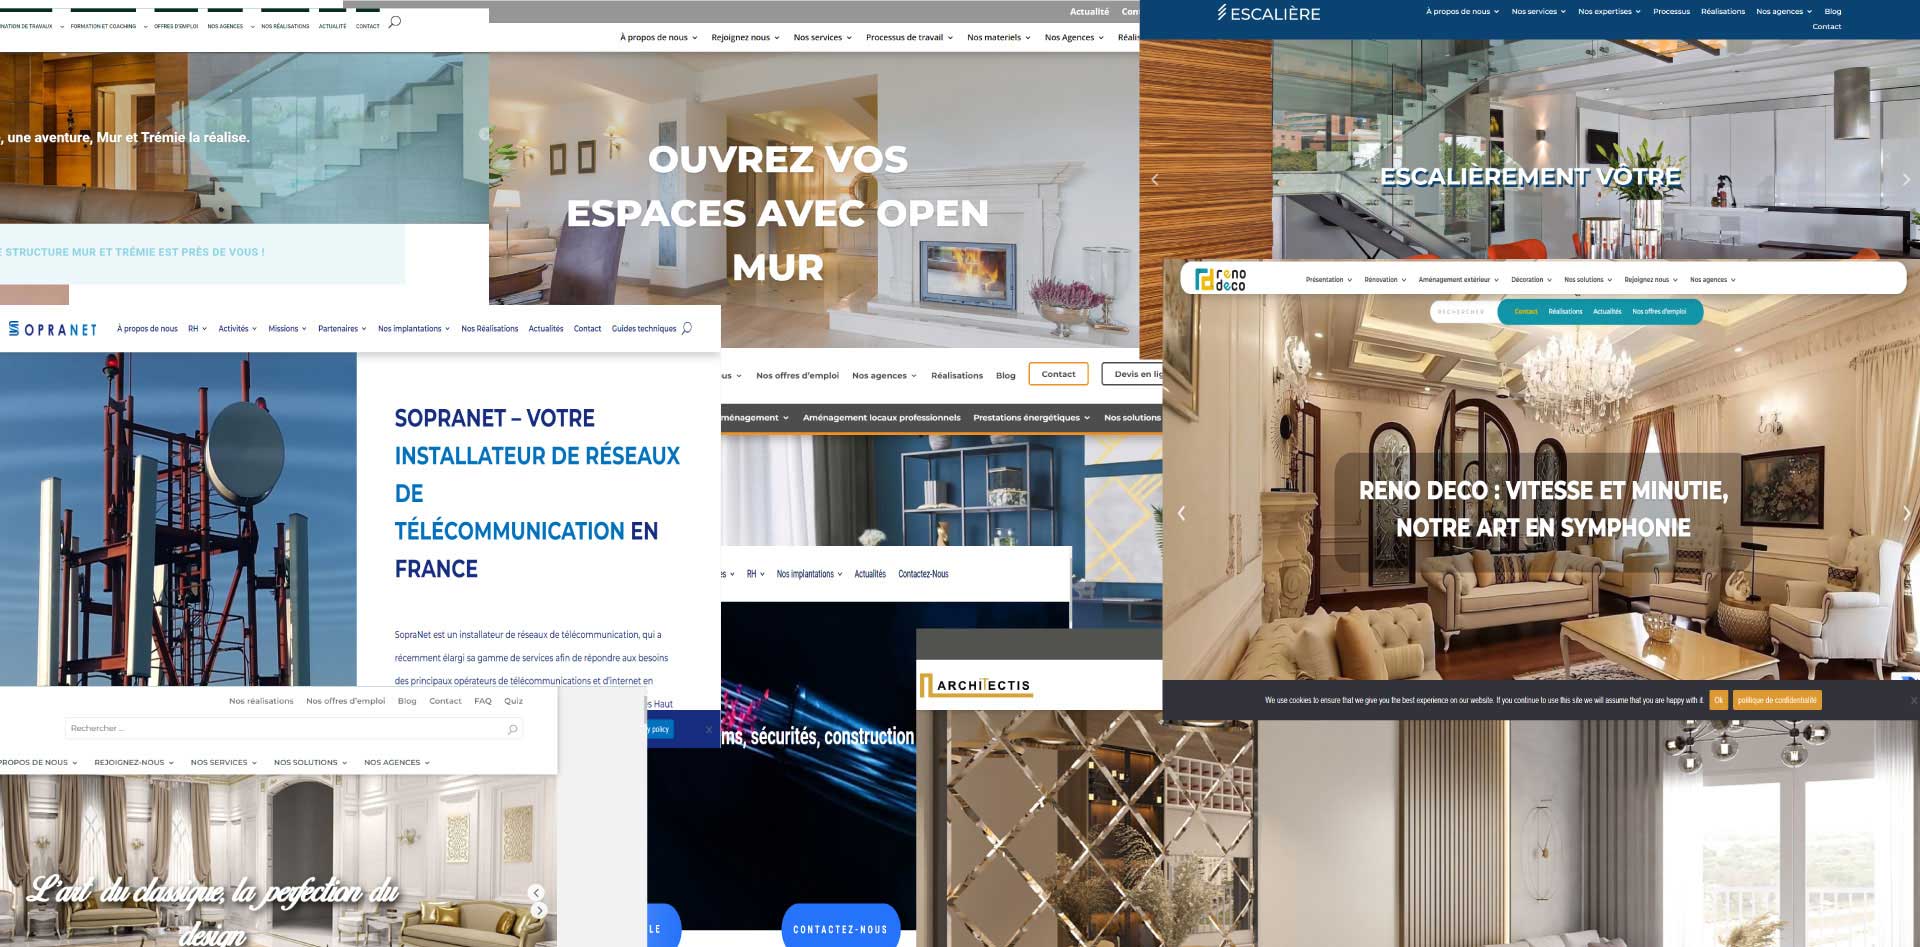 Actualité
NATION DE TRAVAUX FORMATION ET COACHING OFFRES D'EMPLOI NOS AGENCES NOS RÉALISATIONS ACTUALITÉ CONTACT
, une aventure, Mur et Trémie la réalise.
E STRUCTURE MUR ET TRÉMIE EST PRÈS DE VOUS !
À propos de nous Rejoignez nous Nos services Processus de travail Nos materiels Nos Agences
OUVREZ VOS
ESPACES AVEC OPEN
MUR
ESCALIÈRE
À propos de nous Nos services Nos expertises Processus Réalisations Nos agences Blog
Contact
ESCALIÈREMENT VÔTRE
reno
deco
Présentation Rénovation Aménagement extérieur Décoration Nos solutions Rejoignez nous Nos agences
RECHERCHER Contact Réalisations Actualités Nos offres d'emploi
RENO DECO : VITESSE ET MINUTIE,
NOTRE ART EN SYMPHONIE
We use cookies to ensure that we give you the best experience on our website. If you continue to use this site we will assume that you are happy with it. Ok politique de confidentialité
SOPRANET
À propos de nous RH Activités Missions Partenaires Nos implantations Nos Réalisations Actualités Contact Guides techniques
SOPRANET – VOTRE
INSTALLATEUR DE RÉSEAUX
DE
TÉLÉCOMMUNICATION EN
FRANCE
SopraNet est un installateur de réseaux de télécommunication, qui a
récemment élargi sa gamme de services afin de répondre aux besoins
des principaux opérateurs de télécommunications et d'internet en
s Haut
y policy
us Nos offres d'emploi Nos agences Réalisations Blog Contact Devis en lig
ménagement Aménagement locaux professionnels Prestations énergétiques Nos solutions
es RH Nos implantations Actualités Contactez-Nous
ms, sécurités, construction
LE CONTACTEZ-NOUS
ARCHITECTIS
Nos réalisations Nos offres d'emploi Blog Contact FAQ Quiz
Rechercher ...
PROPOS DE NOUS REJOIGNEZ-NOUS NOS SERVICES NOS SOLUTIONS NOS AGENCES
L'art du classique, la perfection du
design